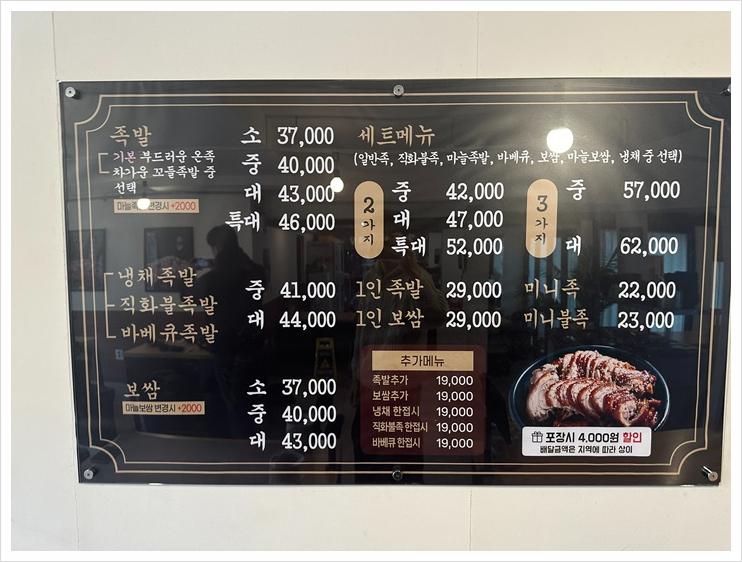 족발
기본 부드러운 온족
차가운 꼬들족발 중
선택
마늘족 변경시 +2000
소 37,000
중 40,000
대 43,000
특대 46,000
냉채족발
직화불족발
바베큐족발
중 41,000
대 44,000
보쌈
마늘보쌈 변경시 +2000
소 37,000
중 40,000
대 43,000
세트메뉴
(일반족, 직화불족, 마늘족발, 바베큐, 보쌈, 마늘보쌈, 냉채 중 선택)
2가지
중 42,000
대 47,000
특대 52,000
3가지
중 57,000
대 62,000
1인 족발 29,000
1인 보쌈 29,000
미니족 22,000
미니불족 23,000
추가메뉴
족발추가 19,000
보쌈추가 19,000
냉채 한접시 19,000
직화불족 한접시 19,000
바베큐 한접시 19,000
포장시 4,000원 할인
배달금액은 지역에 따라 상이